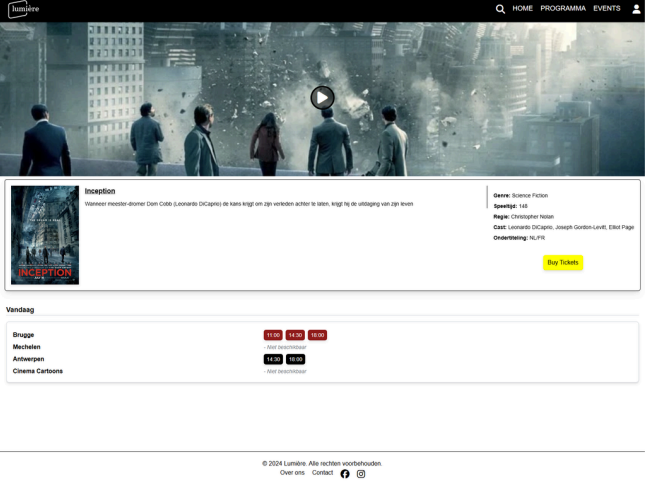 lumière
HOME PROGRAMMA EVENTS
Inception
Wanneer meester-dromer Dom Cobb (Leonardo DiCaprio) de kans krijgt om zijn verleden achter te laten, krijgt hij de uitdaging van zijn leven
INCEPTION
Genre: Science Fiction
Speeltijd: 148
Regie: Christopher Nolan
Cast: Leonardo DiCaprio, Joseph Gordon-Levitt, Elliot Page
Ondertiteling: NL/FR
Buy Tickets
Vandaag
Brugge 11:00 14:30 18:00
Mechelen - Niet beschikbaar
Antwerpen 14:30 18:00
Cinema Cartoons - Niet beschikbaar
© 2024 Lumière. Alle rechten voorbehouden.
Over ons Contact